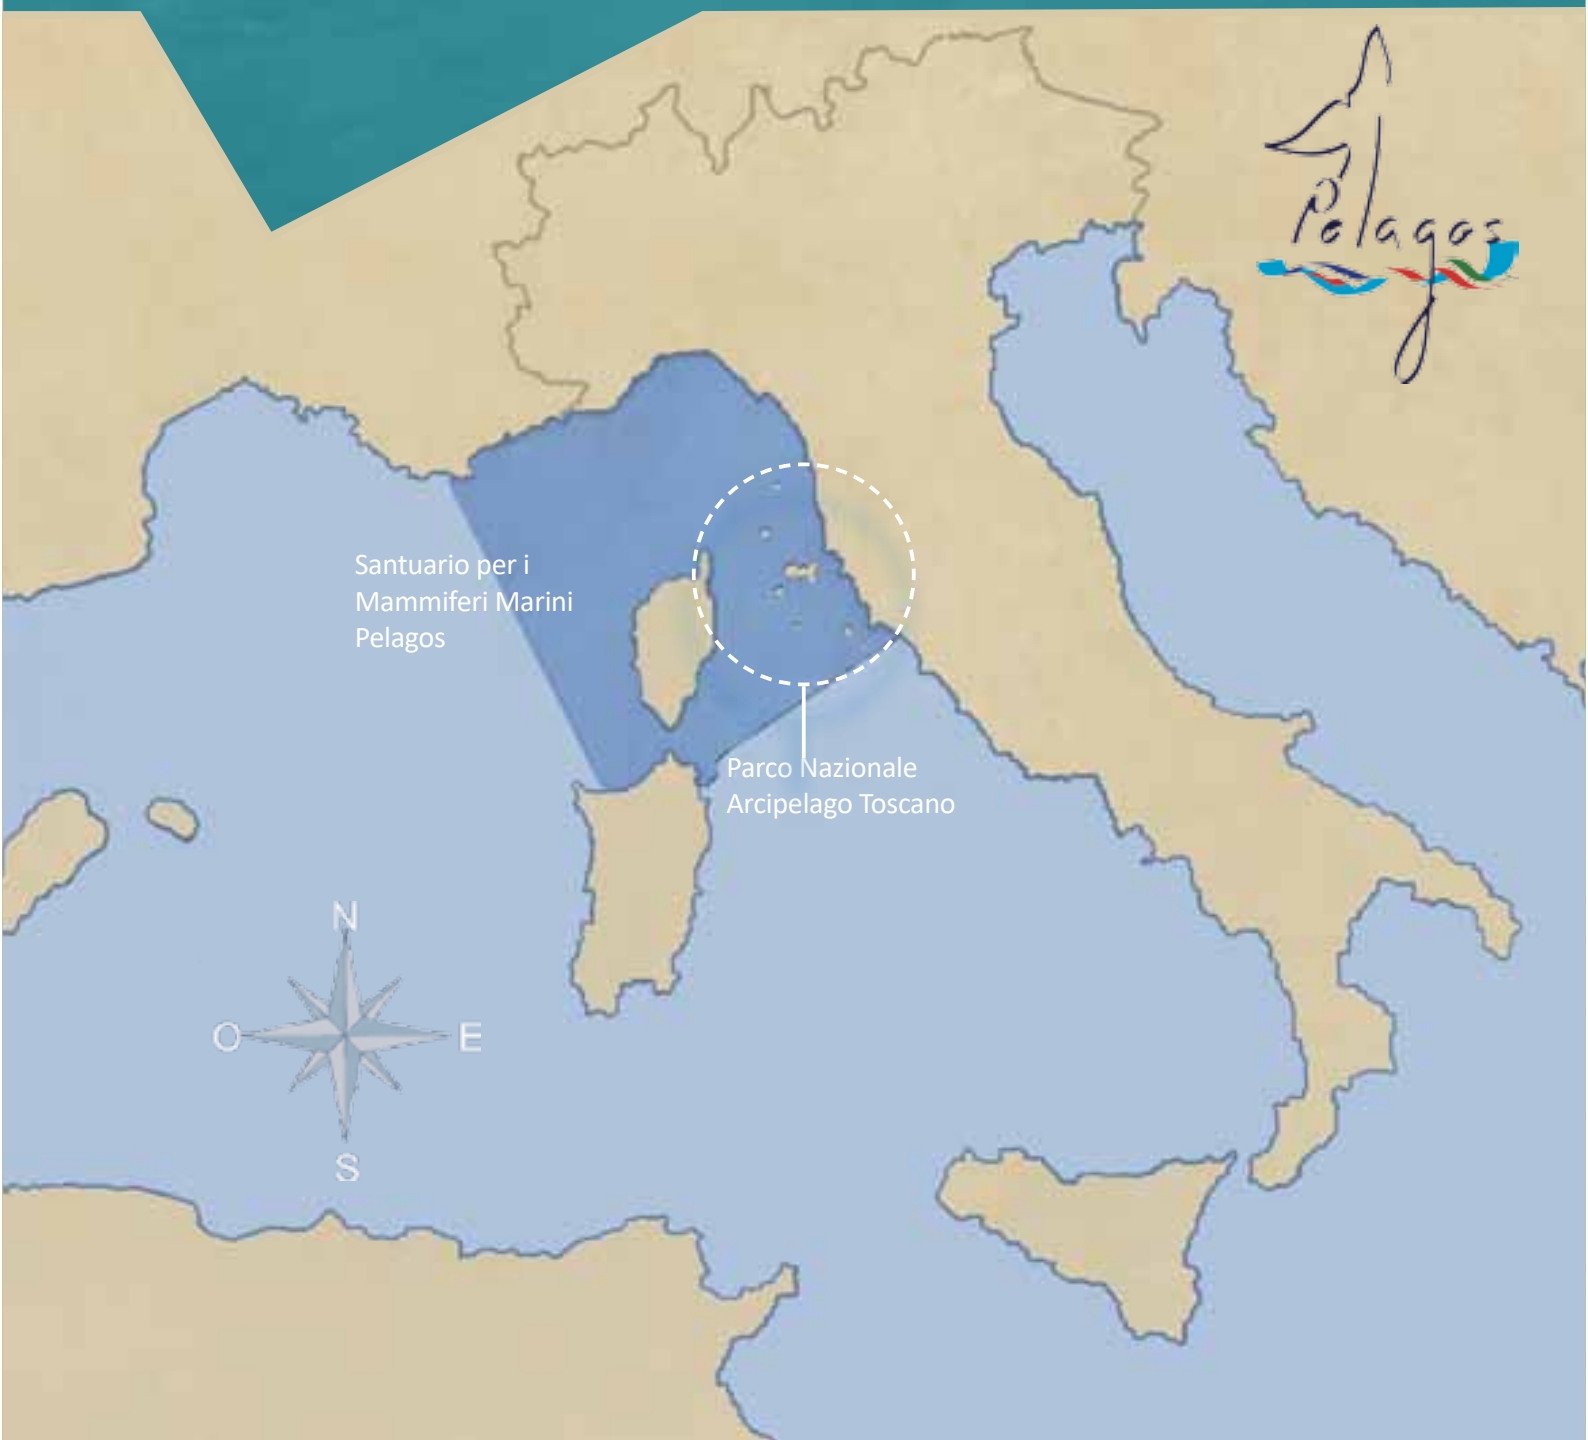 Pelagos
Santuario per i
Mammiferi Marini
Pelagos
Parco Nazionale
Arcipelago Toscano
N
O
E
S